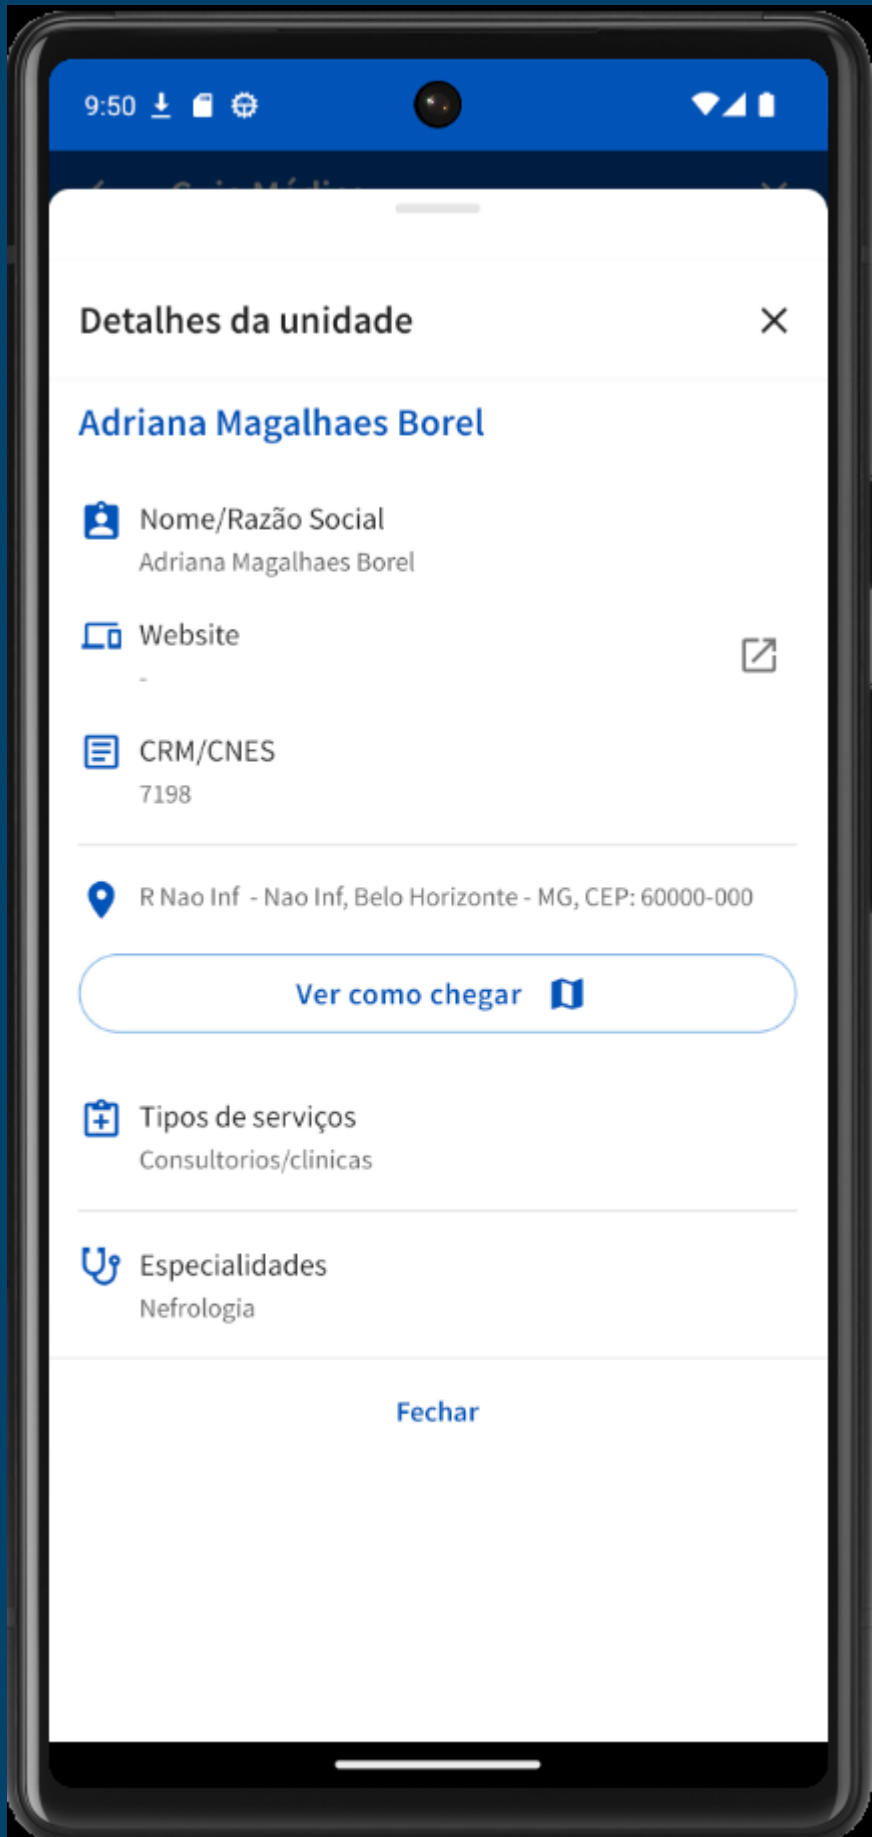 9:50
Guia Médico
Detalhes da unidade
Adriana Magalhaes Borel
Nome/Razão Social
Adriana Magalhaes Borel
Website
-
CRM/CNES
7198
R Nao Inf - Nao Inf, Belo Horizonte - MG, CEP: 60000-000
Ver como chegar
Tipos de serviços
Consultorios/clinicas
Especialidades
Nefrologia
Fechar